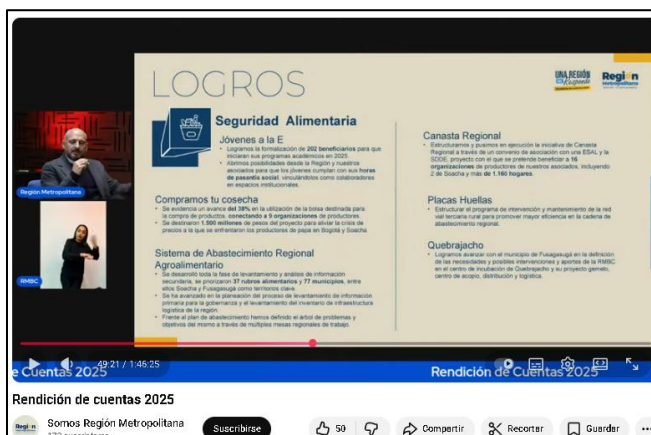 LOGROS
UNA REGIÓN
Responde
Región
Metropolitana
Seguridad Alimentaria
Jóvenes a la E
• Logramos la formalización de 202 beneficiarios para que
iniciaran sus programas académicos en 2025.
• Abrimos posibilidades desde la Región y nuestros
asociados para que los jóvenes cumplan con sus horas
de pasantía social, vinculándolos como colaboradores
en espacios institucionales.
Compramos tu cosecha
• Se evidencia un avance del 38% en la utilización de la bolsa destinada para
la compra de productos, conectando a 9 organizaciones de productores
• Se destinaron 1.500 millones de pesos del proyecto para aliviar la crisis de
precios a la que se enfrentaron los productores de papa en Bogotá y Soacha
Sistema de Abastecimiento Regional
Agroalimentario
• Se desarrolló toda la fase de levantamiento y análisis de información
secundaria, se priorizaron 37 rubros alimentarios y 77 municipios, entre
ellos Soacha y Fusagasugá como territorios clave.
• Se ha avanzado en la planeación del proceso de levantamiento de información
primaria para la gobernanza y el levantamiento del inventario de infraestructura
logística de la región.
• Frente al plan de abastecimiento hemos definido el árbol de problemas y
objetivos del mismo a través de múltiples mesas regionales de trabajo.
Canasta Regional
• Estructuramos y pusimos en ejecución la iniciativa de Canasta
Regional a través de un convenio de asociación con una ESAL y la
SDDE, proyecto con el que se pretende beneficiar a 16
organizaciones de productores de nuestros asociados, incluyendo
2 de Soacha y más de 1.160 hogares.
Placas Huellas
• Estructurar el programa de intervención y mantenimiento de la red
vial terciaria rural para promover mayor eficiencia en la cadena de
abastecimiento regional.
Quebrajacho
• Logramos avanzar con el municipio de Fusagasugá en la definición
de las necesidades y posibles intervenciones y aportes de la RMBC
en el centro de incubación de Quebrajacho y su proyecto gemelo,
centro de acopio, distribución y logística.
Región Metropolitana
RMBC
49:21 / 1:46:25
de Cuentas 2025
Rendición de Cuentas 2025
Rendición de cuentas 2025
Somos Región Metropolitana
Suscribirse
50
Compartir
Recortar
Guardar